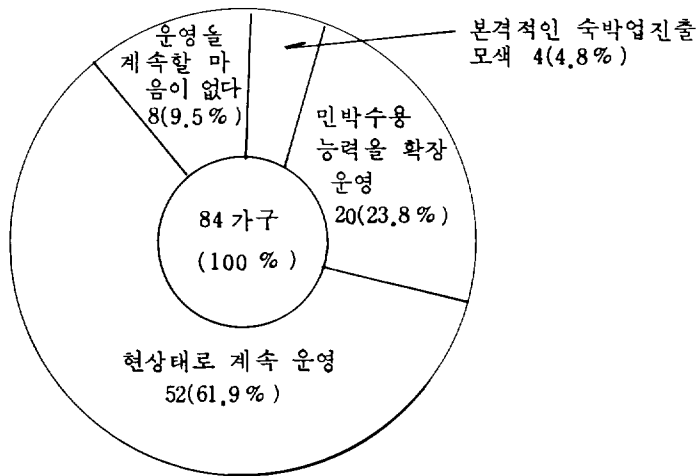 운영을
계속할 마
음이 없다
8(9.5%)
본격적인 숙박업진출
모색 4(4.8%)
민박수용
능력을 확장
운영
20(23.8%)
84가구
(100%)
현상태로 계속 운영
52(61.9%)